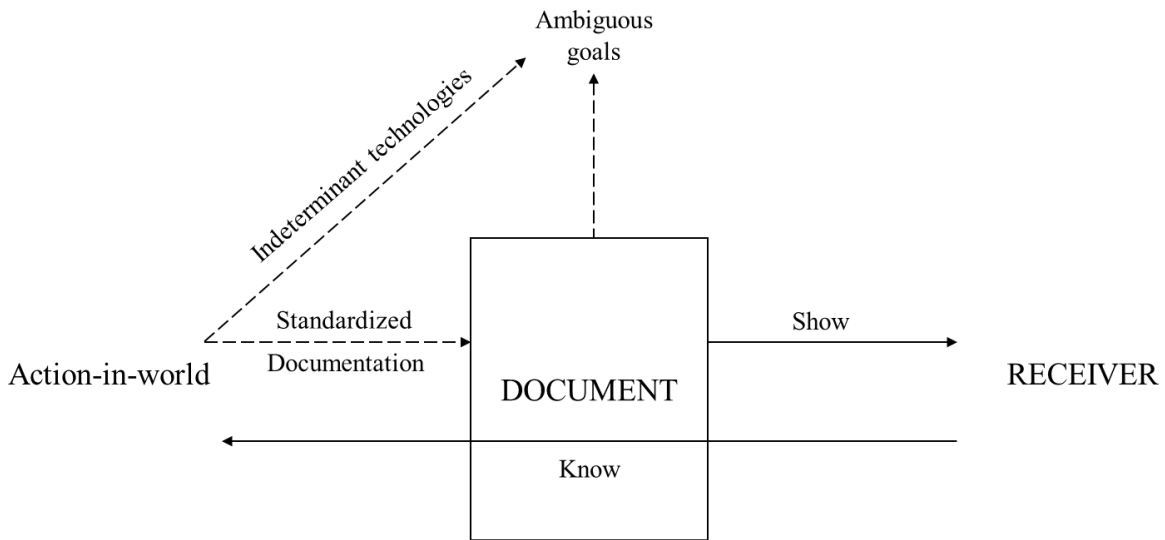 Ambiguous
goals
Indeterminant technologies
Standardized
Documentation
Show
Action-in-world
DOCUMENT
RECEIVER
Know